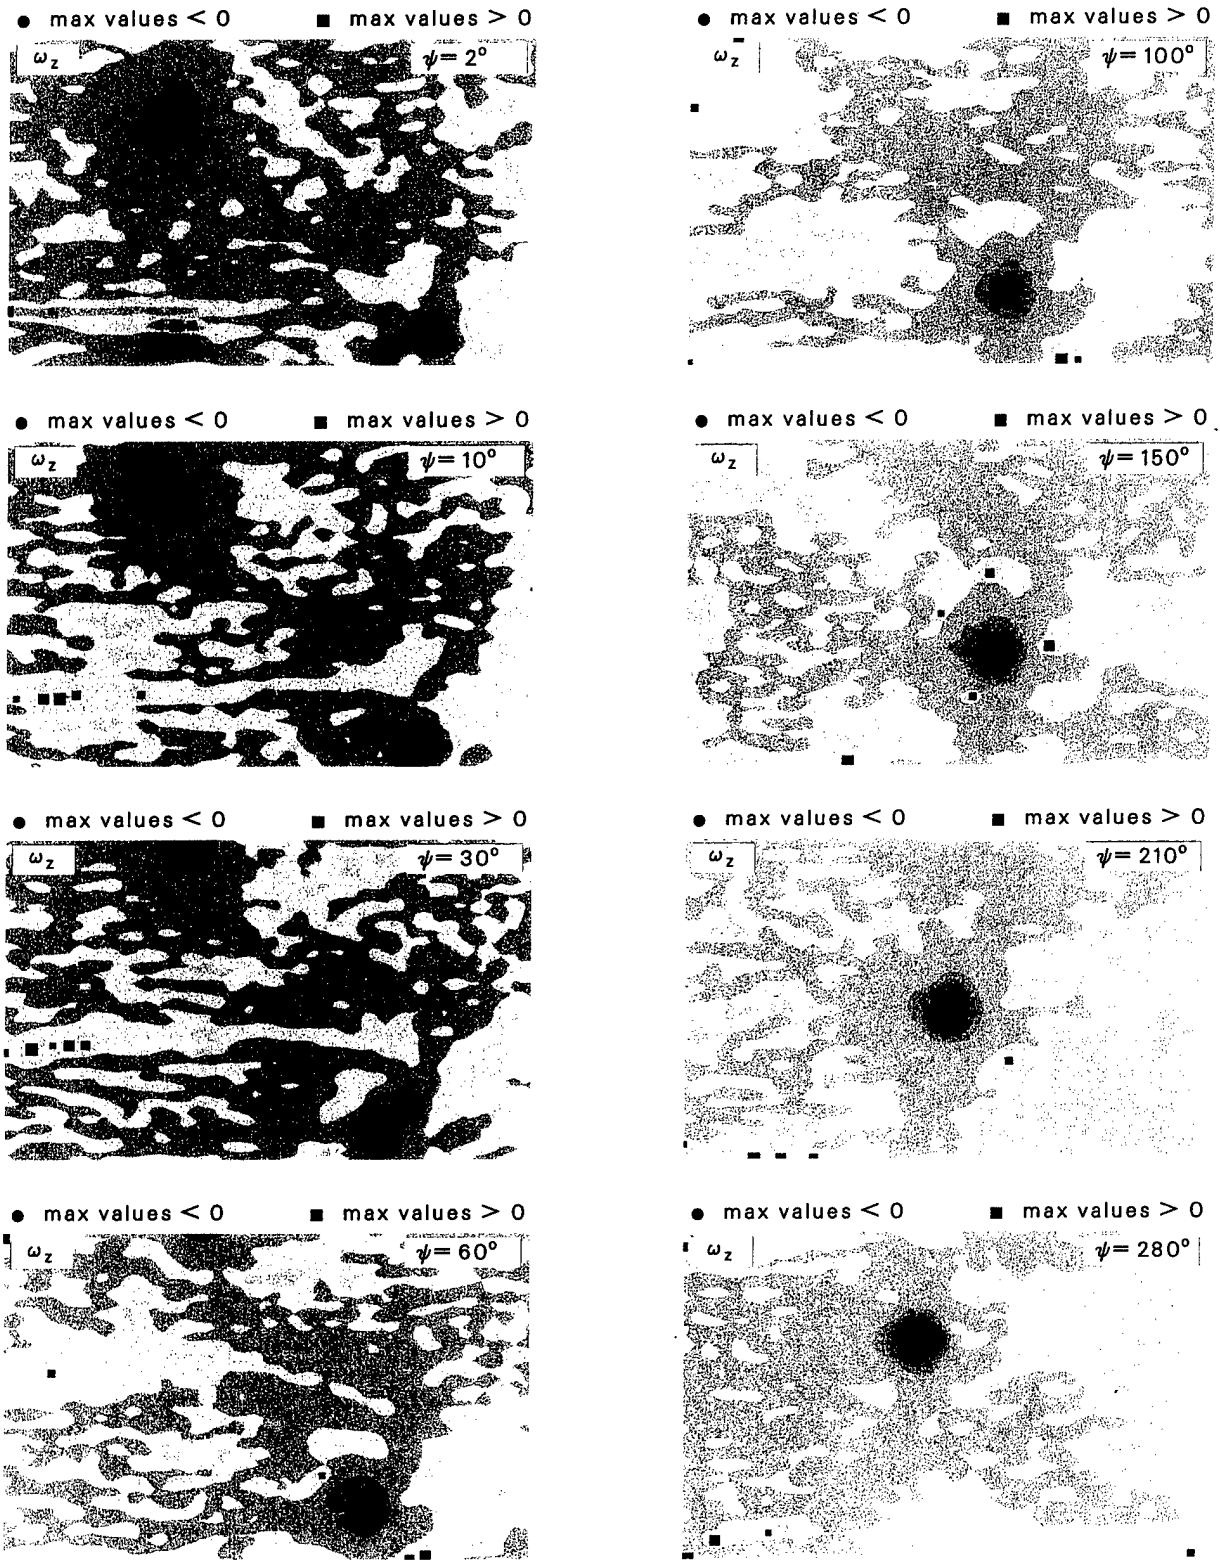 ● max values < 0 ■ max values > 0
ω_z ψ= 2°
● max values < 0 ■ max values > 0
ω_z ψ= 10°
● max values < 0 ■ max values > 0
ω_z ψ= 30°
● max values < 0 ■ max values > 0
ω_z ψ= 60°
● max values < 0 ■ max values > 0
ω_z ψ= 100°
● max values < 0 ■ max values > 0
ω_z ψ= 150°
● max values < 0 ■ max values > 0
ω_z ψ= 210°
● max values < 0 ■ max values > 0
ω_z ψ= 280°